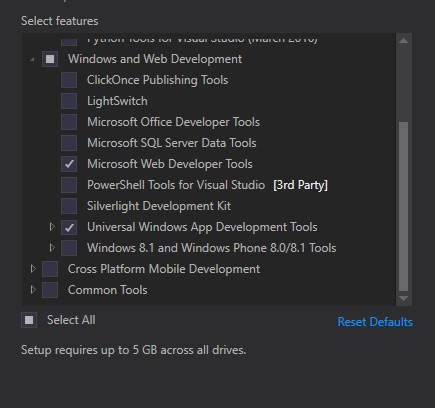 Select features
Python Tools for Visual Studio (March 2016)
Windows and Web Development
ClickOnce Publishing Tools
LightSwitch
Microsoft Office Developer Tools
Microsoft SQL Server Data Tools
Microsoft Web Developer Tools
PowerShell Tools for Visual Studio [3rd Party]
Silverlight Development Kit
Universal Windows App Development Tools
Windows 8.1 and Windows Phone 8.0/8.1 Tools
Cross Platform Mobile Development
Common Tools
Select All
Reset Defaults
Setup requires up to 5 GB across all drives.